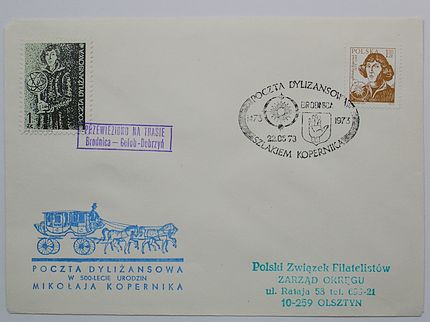 POCZTA DYLIŻANSOWA
POLSKA
PRZEWIEZIONO NA TRASIE
Brodnica — Golub-Dobrzyń
POCZTA DYLIŻANSOWA
BRODNICA
1473
1973
22.05.73
SZLAKIEM KOPERNIKA
POCZTA DYLIŻANSOWA
W 500-LECIE URODZIN
MIKOŁAJA KOPERNIKA
Polski Związek Filatelistów
ZARZĄD OKRĘGU
ul. Rataja 53 tel.
10-259 OLSZTYN